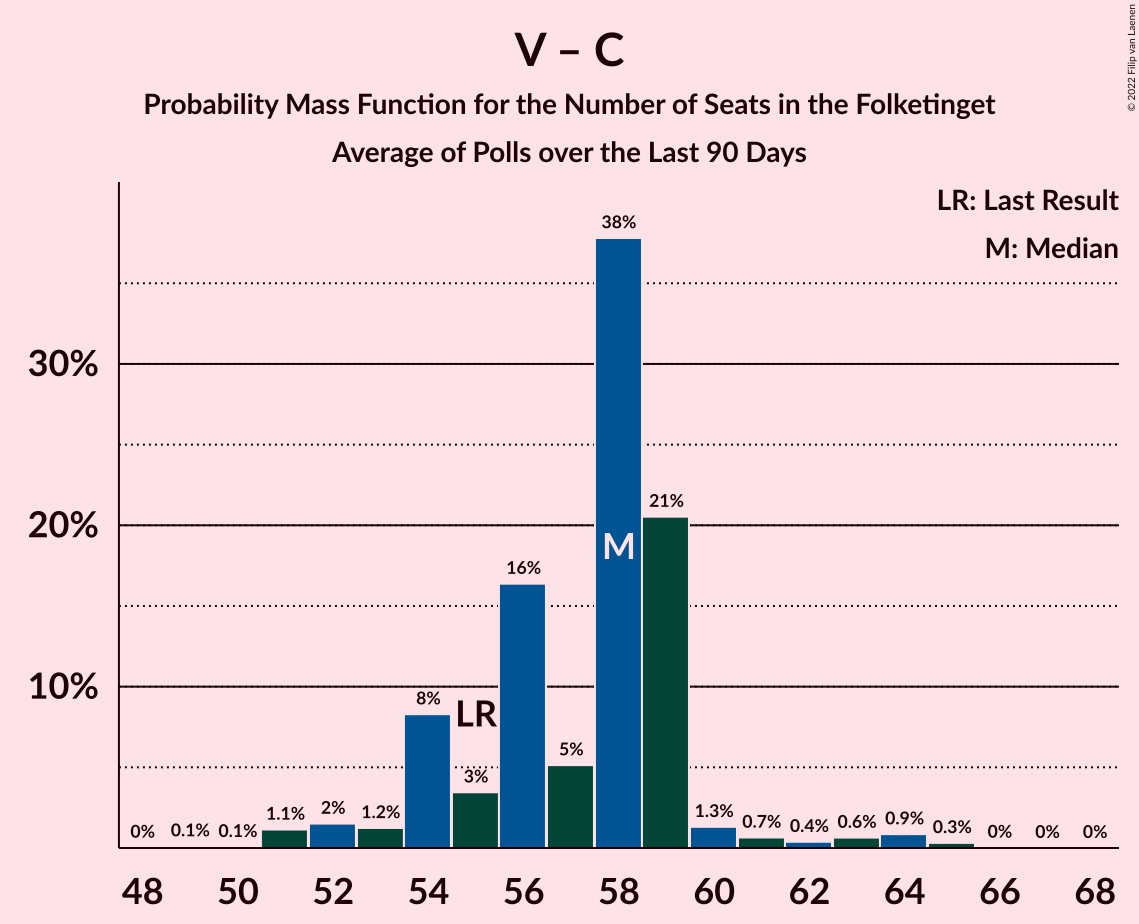 V – C
Probability Mass Function for the Number of Seats in the Folketinget
Average of Polls over the Last 90 Days
© 2022 Filip van Laenen
LR: Last Result
M: Median
30%
20%
10%
0% 0.1% 0.1% 1.1% 2% 1.2% 8% 3% 16% 5% 38% 21% 1.3% 0.7% 0.4% 0.6% 0.9% 0.3% 0% 0% 0%
LR
M
48 50 52 54 56 58 60 62 64 66 68